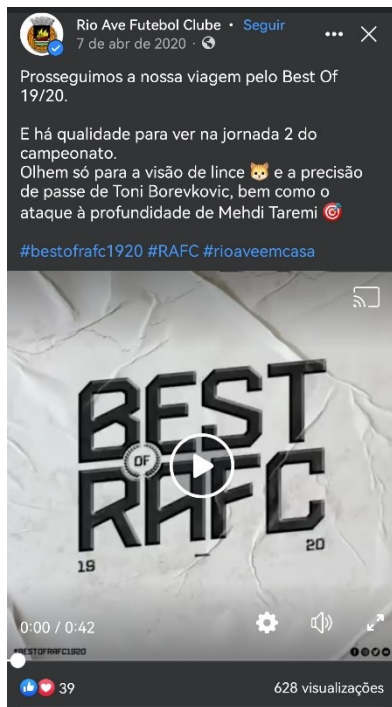 Rio Ave Futebol Clube • Seguir
7 de abr de 2020 ·
Prosseguimos a nossa viagem pelo Best Of
19/20.
E há qualidade para ver na jornada 2 do
campeonato.
Olhem só para a visão de lince 🐱 e a precisão
de passe de Toni Borevkovic, bem como o
ataque à profundidade de Mehdi Taremi 🎯
#bestofrafc1920 #RAFC #rioaveemcasa
BEST
OF
RAFC
19 — 20
0:00 / 0:42
#BESTOFRAFC1920
39
628 visualizações